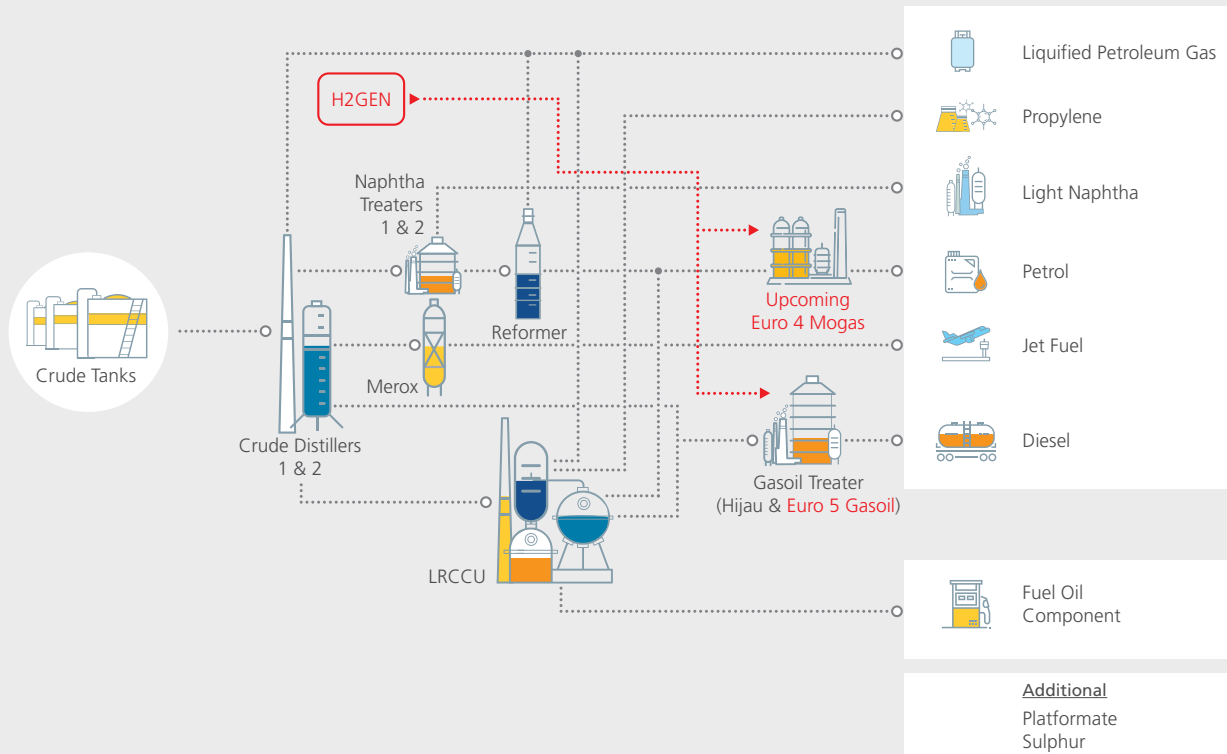 Liquified Petroleum Gas
H2GEN
Propylene
Naphtha
Treaters
1 & 2
Light Naphtha
Petrol
Upcoming
Euro 4 Mogas
Reformer
Jet Fuel
Crude Tanks
Merox
Crude Distillers
1 & 2
Diesel
Gasoil Treater
(Hijau & Euro 5 Gasoil)
LRCCU
Fuel Oil
Component
Additional
Platformate
Sulphur